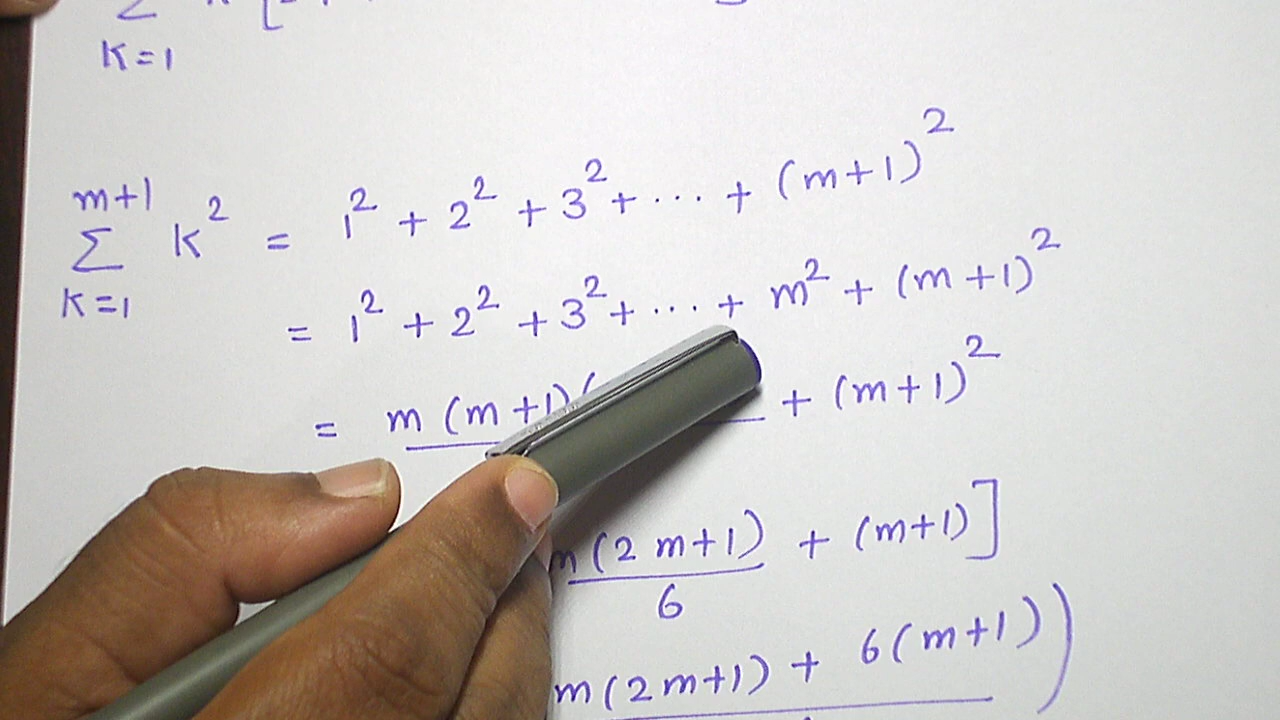 K=1
m+1
∑ K² = 1² + 2² + 3² + ... + (m+1)²
K=1
= 1² + 2² + 3² + ... + m² + (m+1)²
= m(m+1)( + (m+1)²
m(2m+1) + (m+1)]
6
m(2m+1) + 6(m+1))